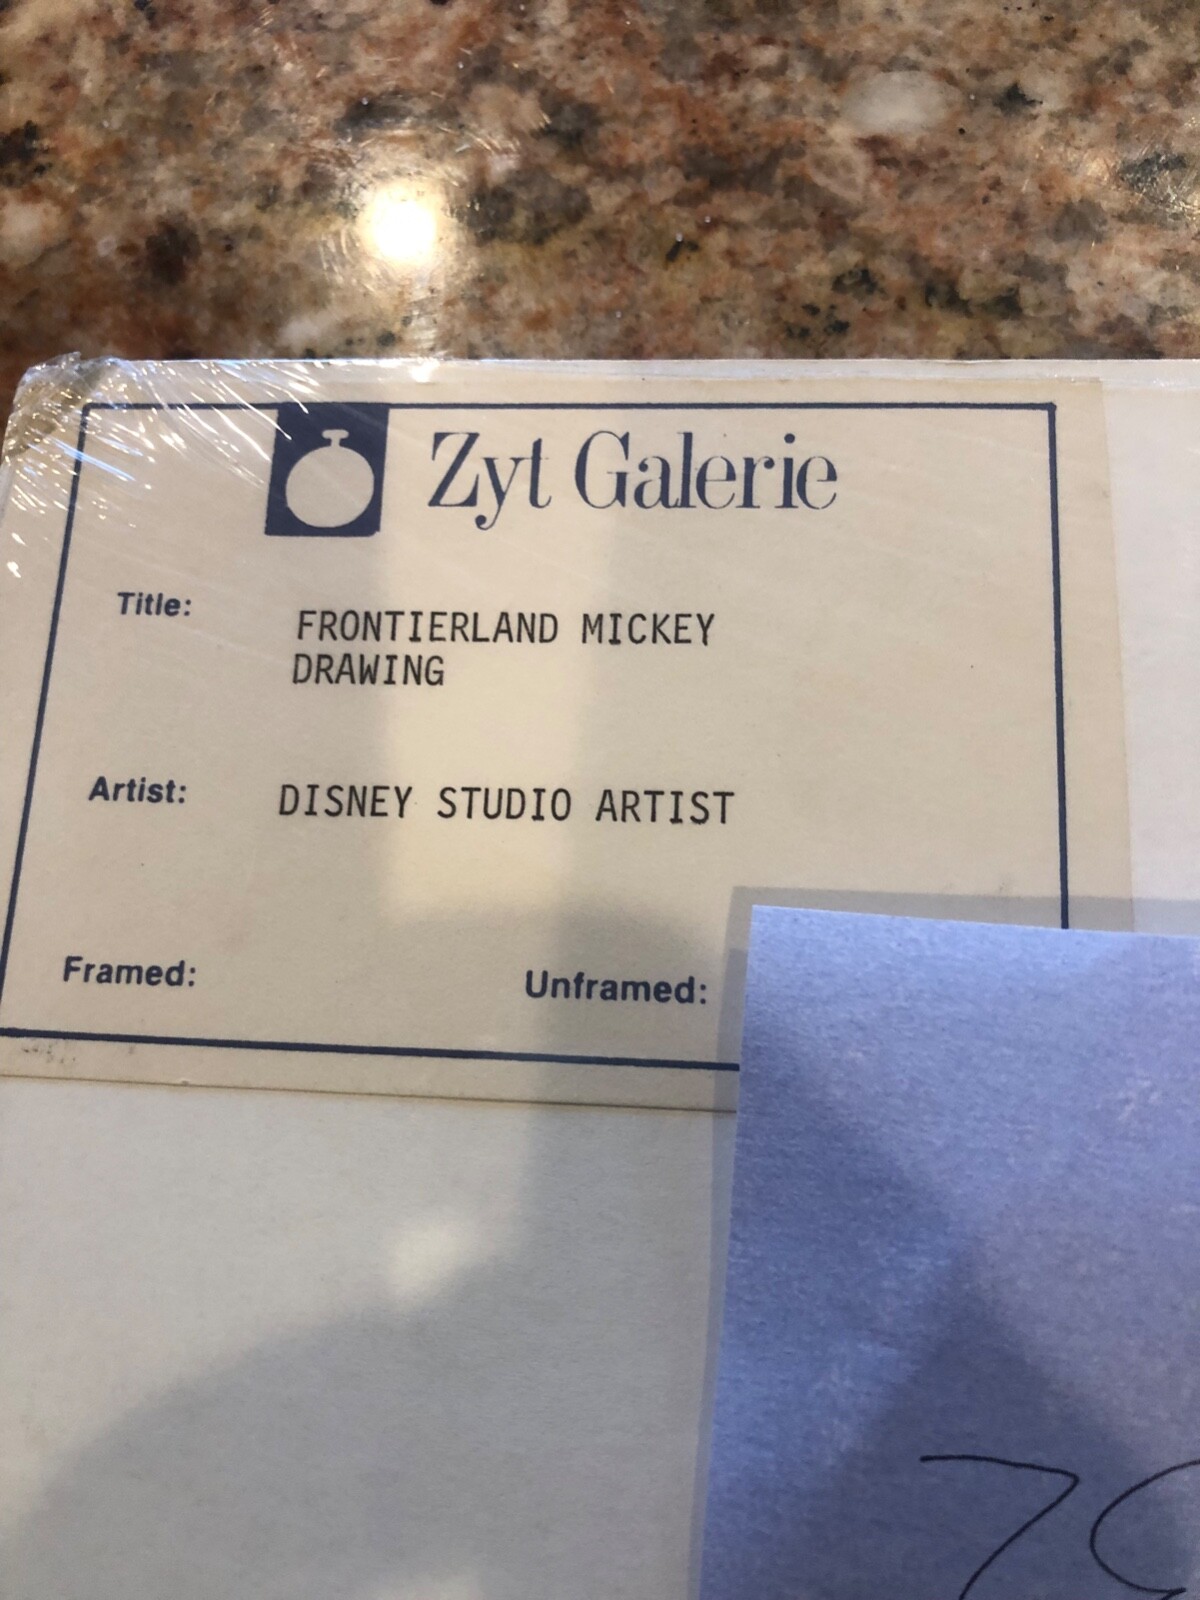 Zyt Galerie
Title: FRONTIERLAND MICKEY
DRAWING
Artist: DISNEY STUDIO ARTIST
Framed: Unframed: